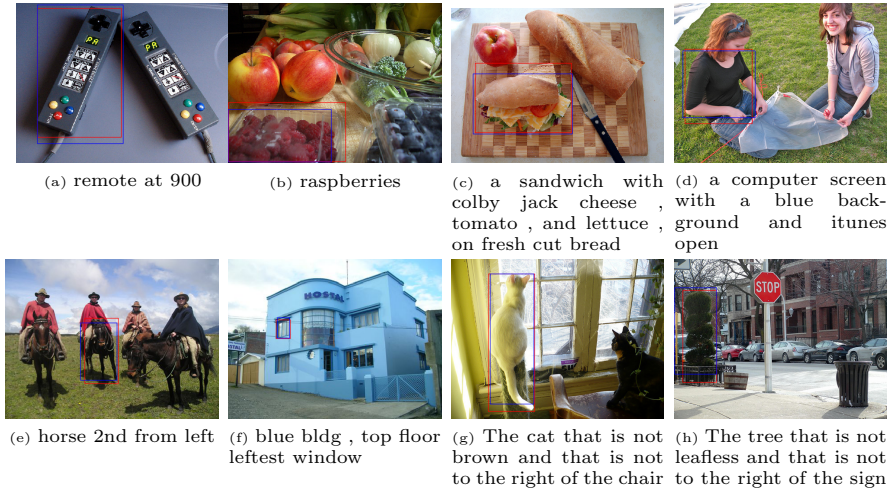 PA
PA
(a) remote at 900
(b) raspberries
(c) a sandwich with
colby jack cheese ,
tomato , and lettuce ,
on fresh cut bread
(d) a computer screen
with a blue back-
ground and itunes
open
HOSTAL
STOP
(e) horse 2nd from left
(f) blue bldg , top floor
leftest window
(g) The cat that is not
brown and that is not
to the right of the chair
(h) The tree that is not
leafless and that is not
to the right of the sign